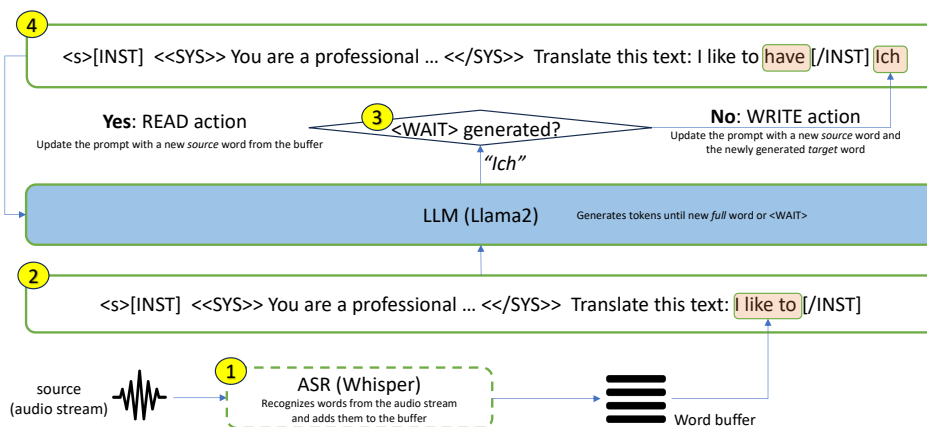 4
<s>[INST] <<SYS>> You are a professional ... <</SYS>> Translate this text: I like to have [/INST] Ich
Yes: READ action
Update the prompt with a new source word from the buffer
3
<WAIT> generated?
No: WRITE action
Update the prompt with a new source word and
the newly generated target word
“Ich”
LLM (Llama2)
Generates tokens until new full word or <WAIT>
2
<s>[INST] <<SYS>> You are a professional ... <</SYS>> Translate this text: I like to [/INST]
source
(audio stream)
1
ASR (Whisper)
Recognizes words from the audio stream
and adds them to the buffer
Word buffer